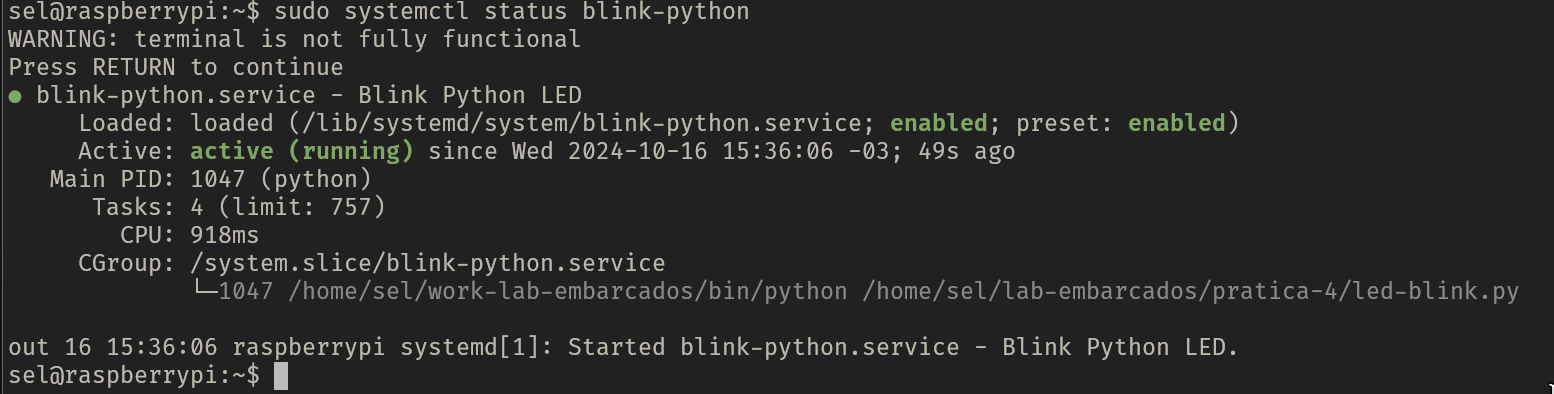 sel@raspberrypi:~$ sudo systemctl status blink-python
WARNING: terminal is not fully functional
Press RETURN to continue
● blink-python.service - Blink Python LED
     Loaded: loaded (/lib/systemd/system/blink-python.service; enabled; preset: enabled)
     Active: active (running) since Wed 2024-10-16 15:36:06 -03; 49s ago
   Main PID: 1047 (python)
      Tasks: 4 (limit: 757)
        CPU: 918ms
     CGroup: /system.slice/blink-python.service
             └─1047 /home/sel/work-lab-embarcados/bin/python /home/sel/lab-embarcados/pratica-4/led-blink.py

out 16 15:36:06 raspberrypi systemd[1]: Started blink-python.service - Blink Python LED.
sel@raspberrypi:~$